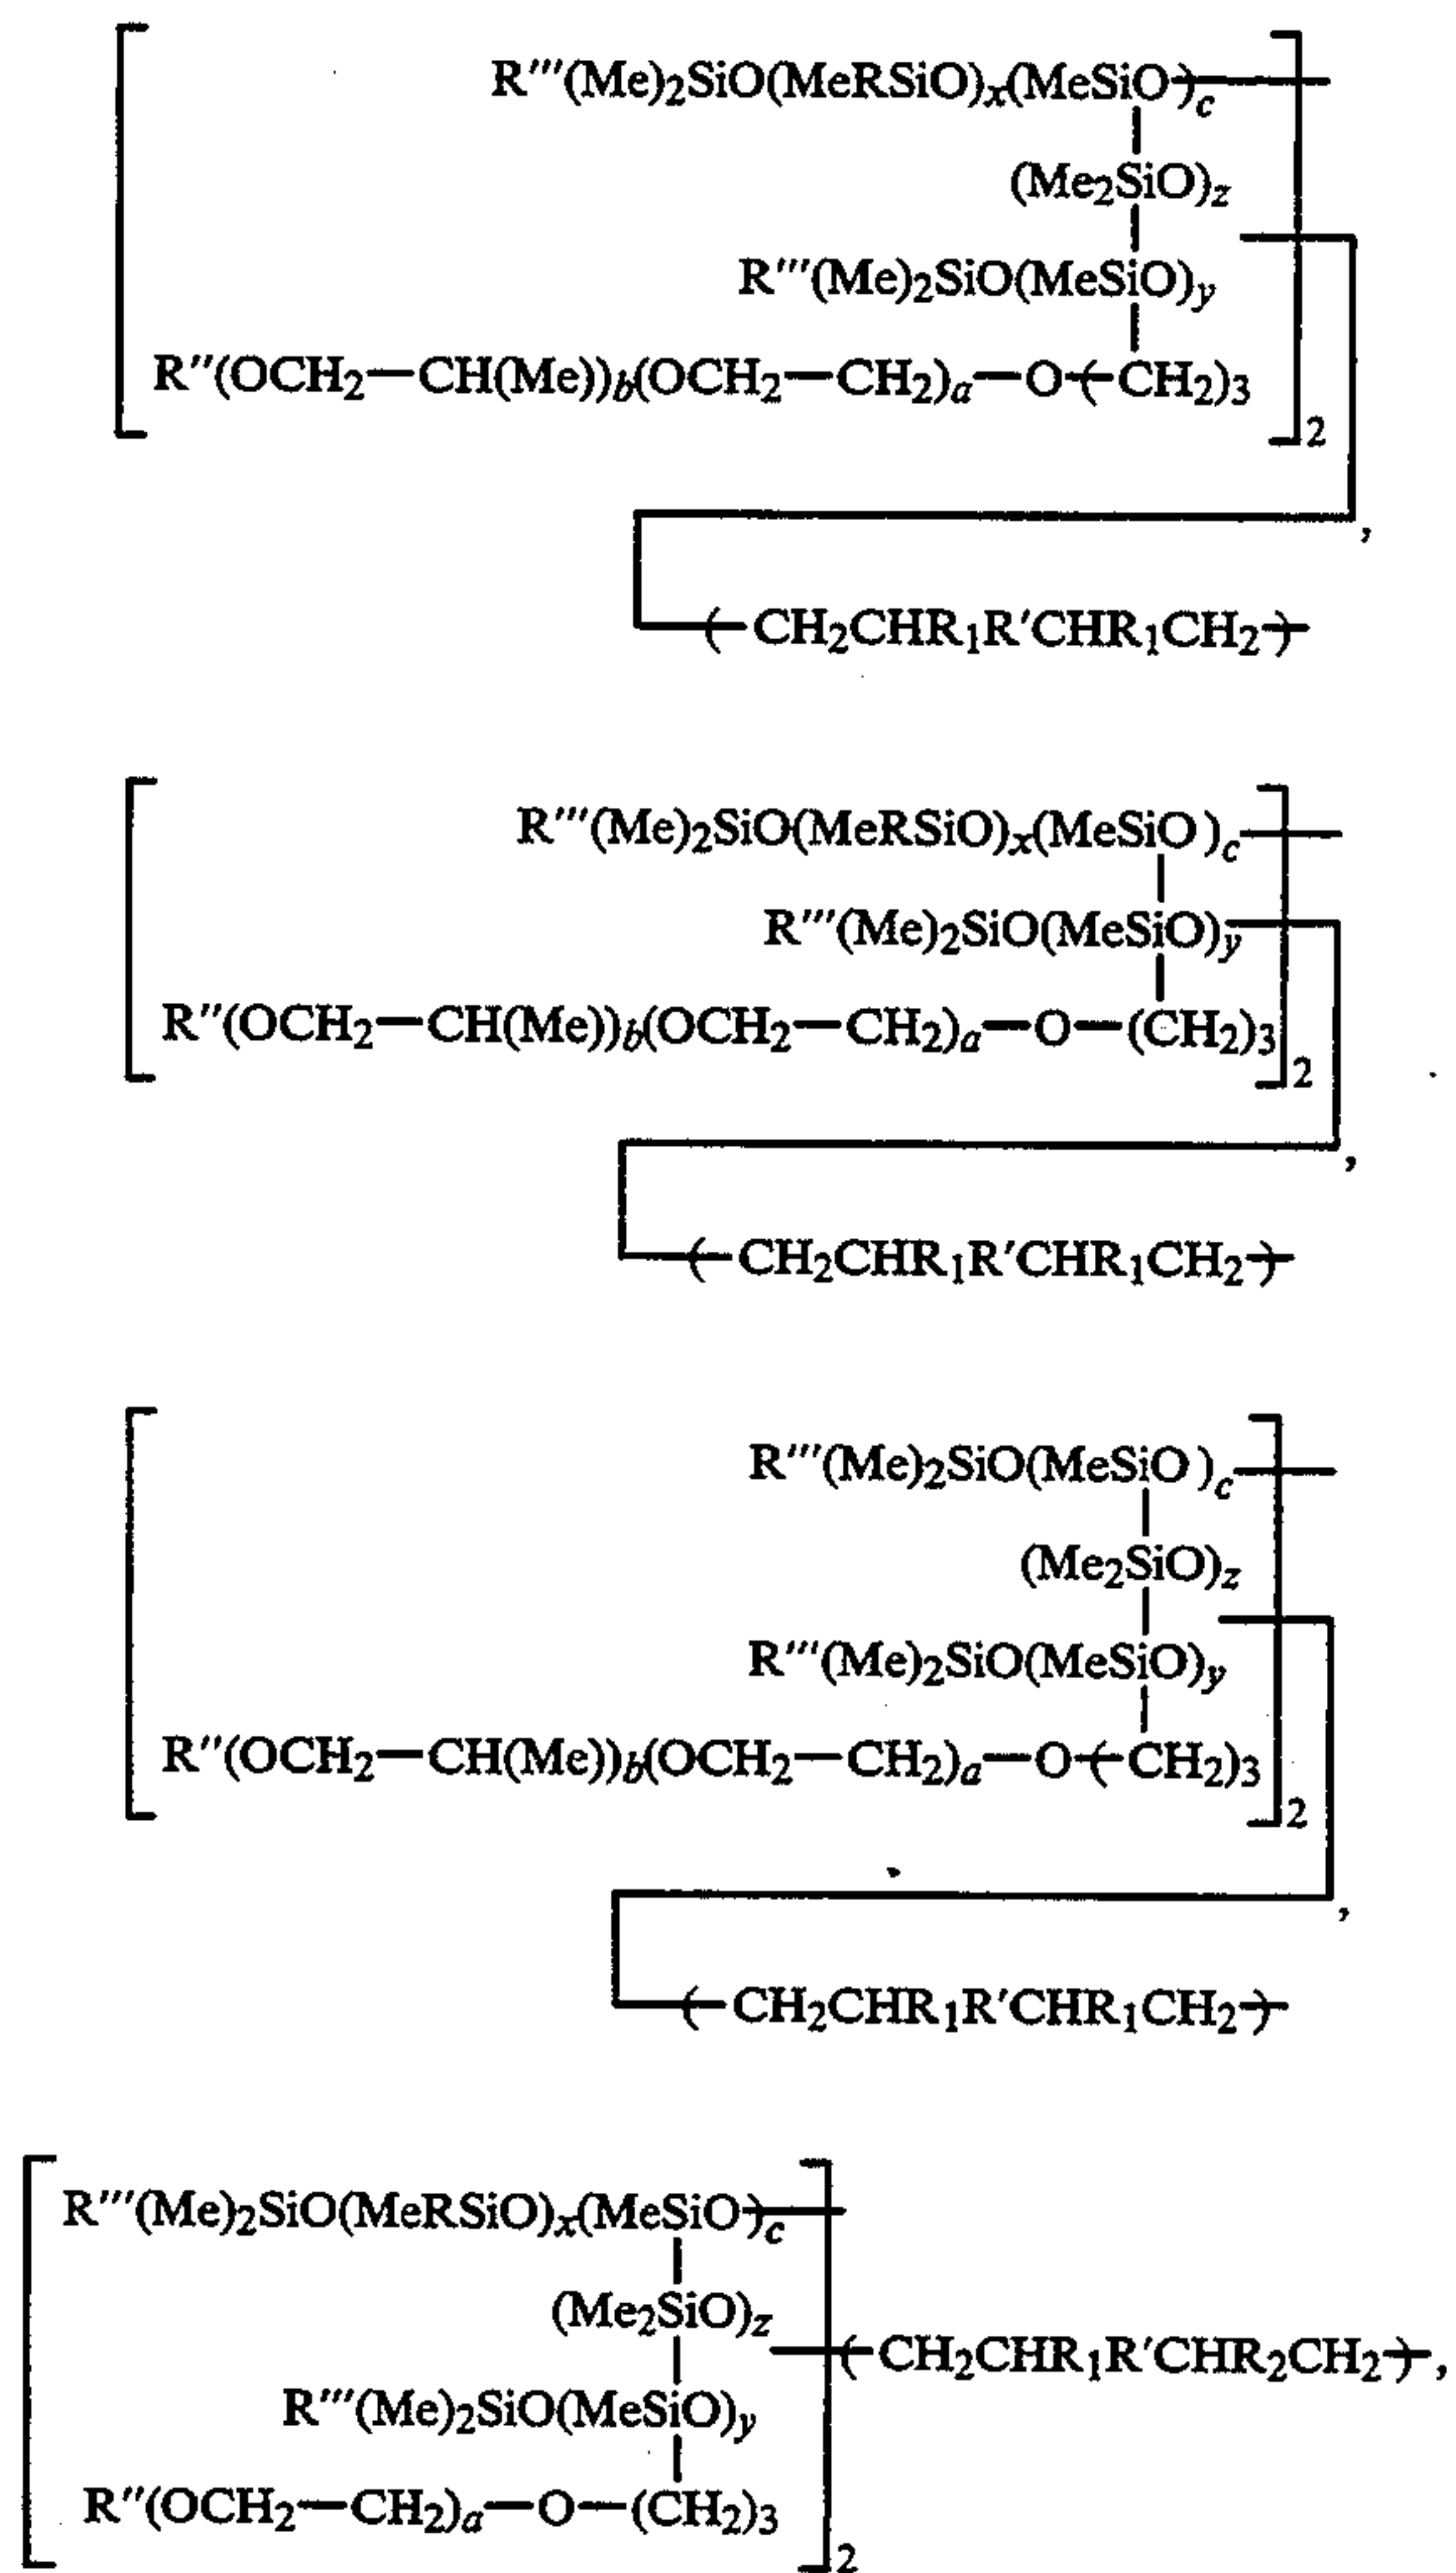 R'''(Me)₂SiO(MeRSiO)ₓ(MeSiO)c
(Me₂SiO)z
R'''(Me)₂SiO(MeSiO)y
R''(OCH₂—CH(Me))b(OCH₂—CH₂)a—O—(CH₂)₃
2
,
(CH₂CHR₁R'CHR₁CH₂)
R'''(Me)₂SiO(MeRSiO)ₓ(MeSiO)c
R'''(Me)₂SiO(MeSiO)y
R''(OCH₂—CH(Me))b(OCH₂—CH₂)a—O—(CH₂)₃
2
,
(CH₂CHR₁R'CHR₁CH₂)
R'''(Me)₂SiO(MeSiO)c
(Me₂SiO)z
R'''(Me)₂SiO(MeSiO)y
R''(OCH₂—CH(Me))b(OCH₂—CH₂)a—O—(CH₂)₃
2
,
(CH₂CHR₁R'CHR₁CH₂)
R'''(Me)₂SiO(MeRSiO)ₓ(MeSiO)c
(Me₂SiO)z
(CH₂CHR₁R'CHR₂CH₂),
R'''(Me)₂SiO(MeSiO)y
R''(OCH₂—CH₂)a—O—(CH₂)₃
2